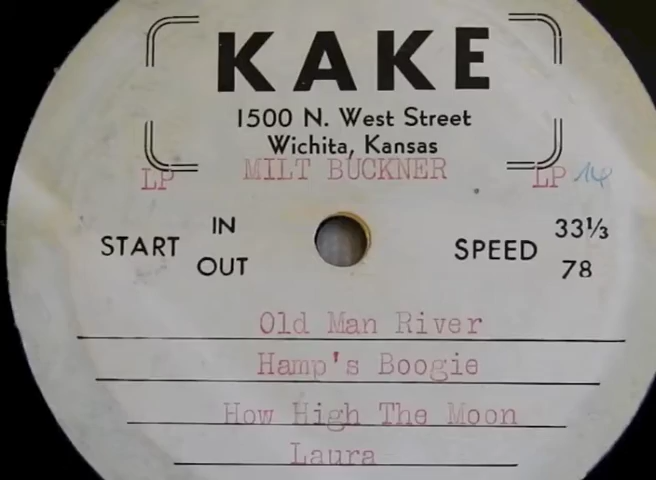 KAKE
1500 N. West Street
Wichita, Kansas
LP MILT BUCKNER LP 14
START IN OUT SPEED 33⅓ 78
Old Man River
Hamp's Boogie
How High The Moon
Laura